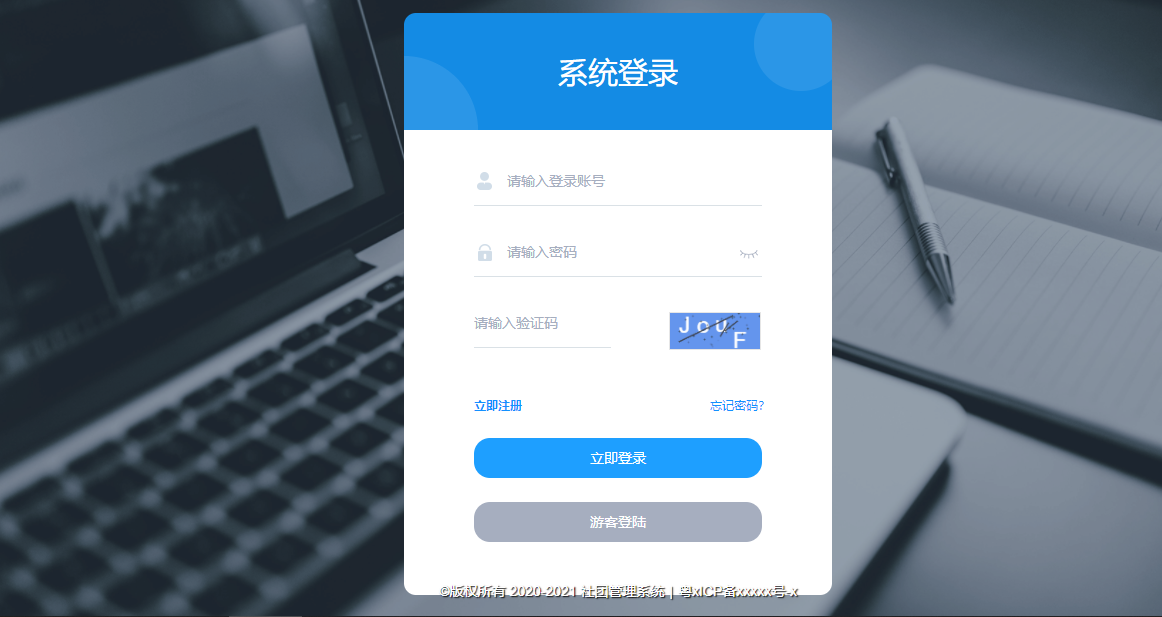 系统登录
请输入登录账号
请输入密码
请输入验证码
JouF
立即注册
忘记密码?
立即登录
游客登陆
©版权所有 2020-2021 社团管理系统 | 粤xICP备xxxxx号-x